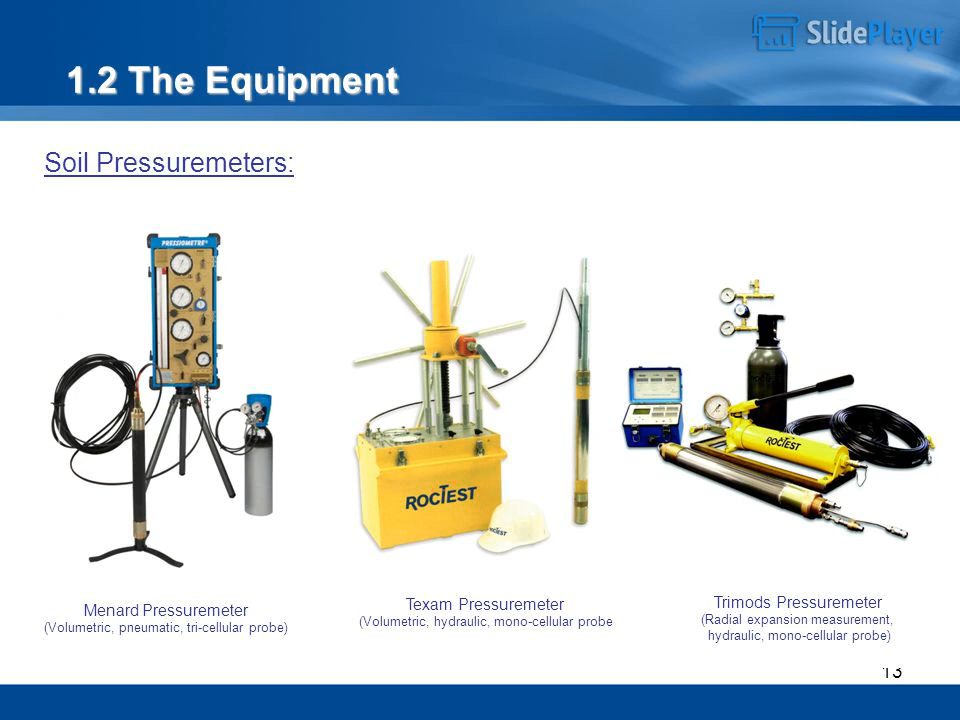 SlidePlayer
1.2 The Equipment
Soil Pressuremeters:
PRESSIOMETRE®
ROCTEST
ROCTEST
ROCTEST
Menard Pressuremeter
(Volumetric, pneumatic, tri-cellular probe)
Texam Pressuremeter
(Volumetric, hydraulic, mono-cellular probe
Trimods Pressuremeter
(Radial expansion measurement,
hydraulic, mono-cellular probe)
13